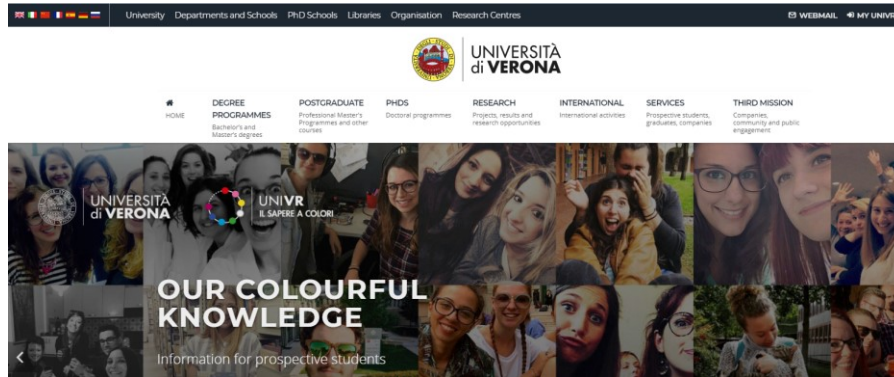 University Departments and Schools PhD Schools Libraries Organisation Research Centres WEBMAIL MY UNIVR
UNIVERSITÀ
di VERONA
HOME
DEGREE
PROGRAMMES
Bachelor's and
Master's degrees
POSTGRADUATE
Professional Master's
Programmes and other
courses
PHDS
Doctoral programmes
RESEARCH
Projects, results and
research opportunities
INTERNATIONAL
International activities
SERVICES
Prospective students,
graduates, companies
THIRD MISSION
Companies,
community and public
engagement
UNIVERSITÀ
di VERONA
UNIVR
IL SAPERE A COLORI
OUR COLOURFUL
KNOWLEDGE
Information for prospective students